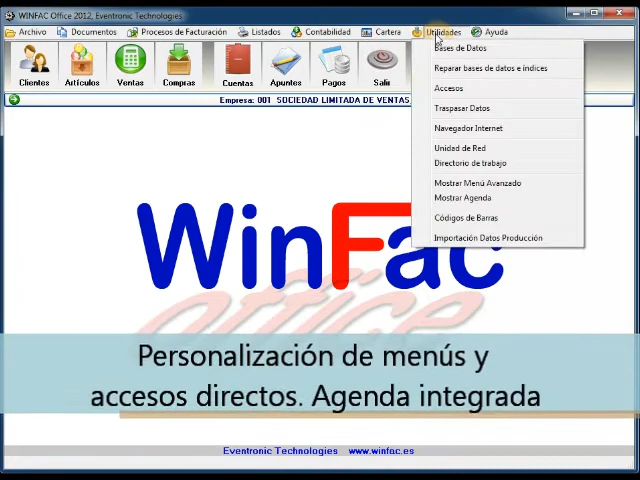 WINFAC Office 2012, Eventronic Technologies
Archivo Documentos Procesos de Facturación Listados Contabilidad Cartera Utilidades Ayuda
Clientes Artículos Ventas Compras Cuentas Apuntes Pagos Salir
Empresa: 001 SOCIEDAD LIMITADA DE VENTAS
Bases de Datos
Reparar bases de datos e índices
Accesos
Traspasar Datos
Navegador Internet
Unidad de Red
Directorio de trabajo
Mostrar Menú Avanzado
Mostrar Agenda
Códigos de Barras
Importación Datos Producción
WinFac
office
Personalización de menús y
accesos directos. Agenda integrada
Eventronic Technologies www.winfac.es